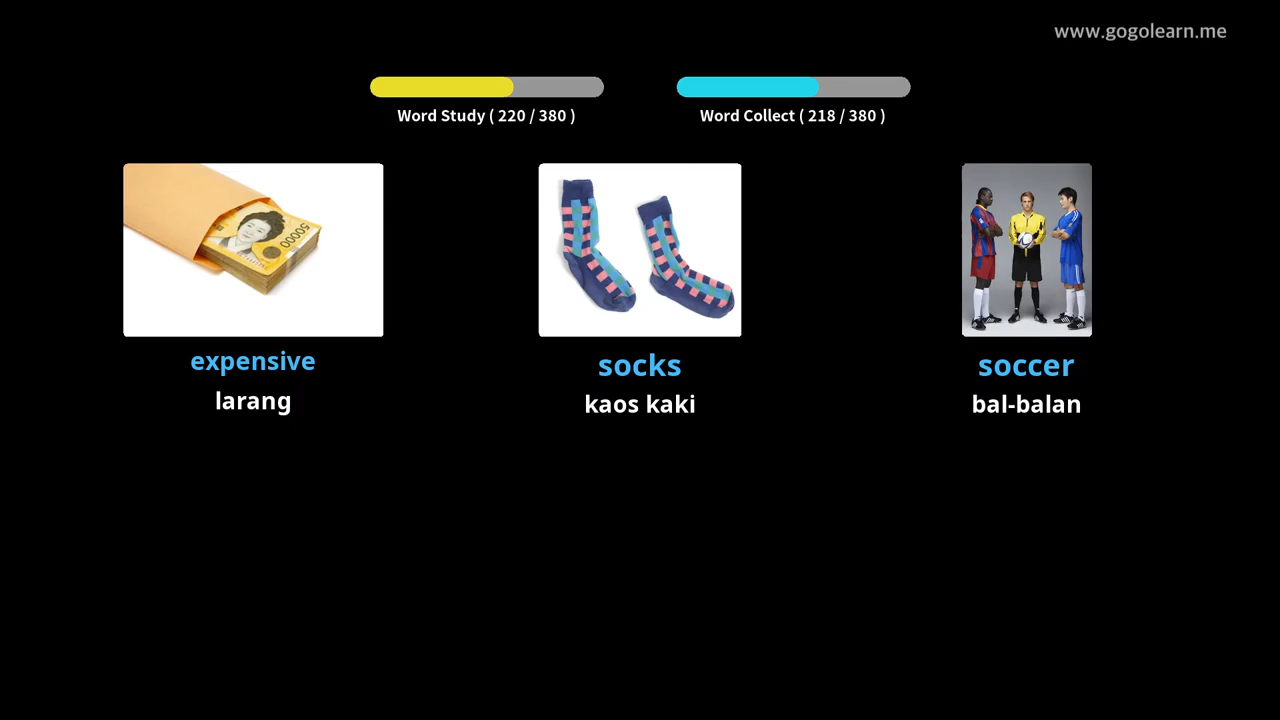 www.gogolearn.me
Word Study ( 220 / 380 )
Word Collect ( 218 / 380 )
50000
expensive
larang
socks
kaos kaki
soccer
bal-balan